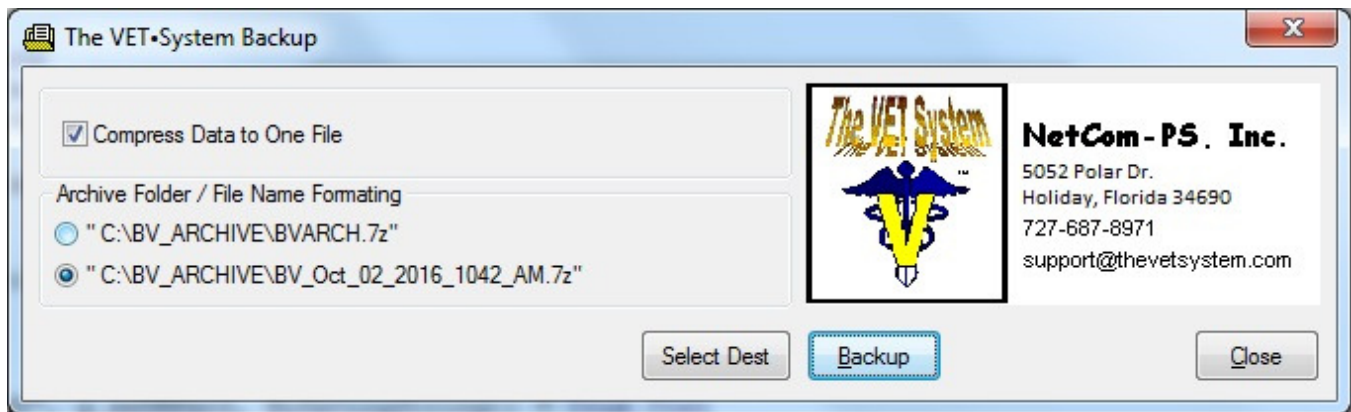 The VET•System Backup
Compress Data to One File
Archive Folder / File Name Formating
" C:\BV_ARCHIVE\BVARCH.7z"
" C:\BV_ARCHIVE\BV_Oct_02_2016_1042_AM.7z"
The VET System
V
™
NetCom-PS, Inc.
5052 Polar Dr.
Holiday, Florida 34690
727-687-8971
support@thevetsystem.com
Select Dest
Backup
Close